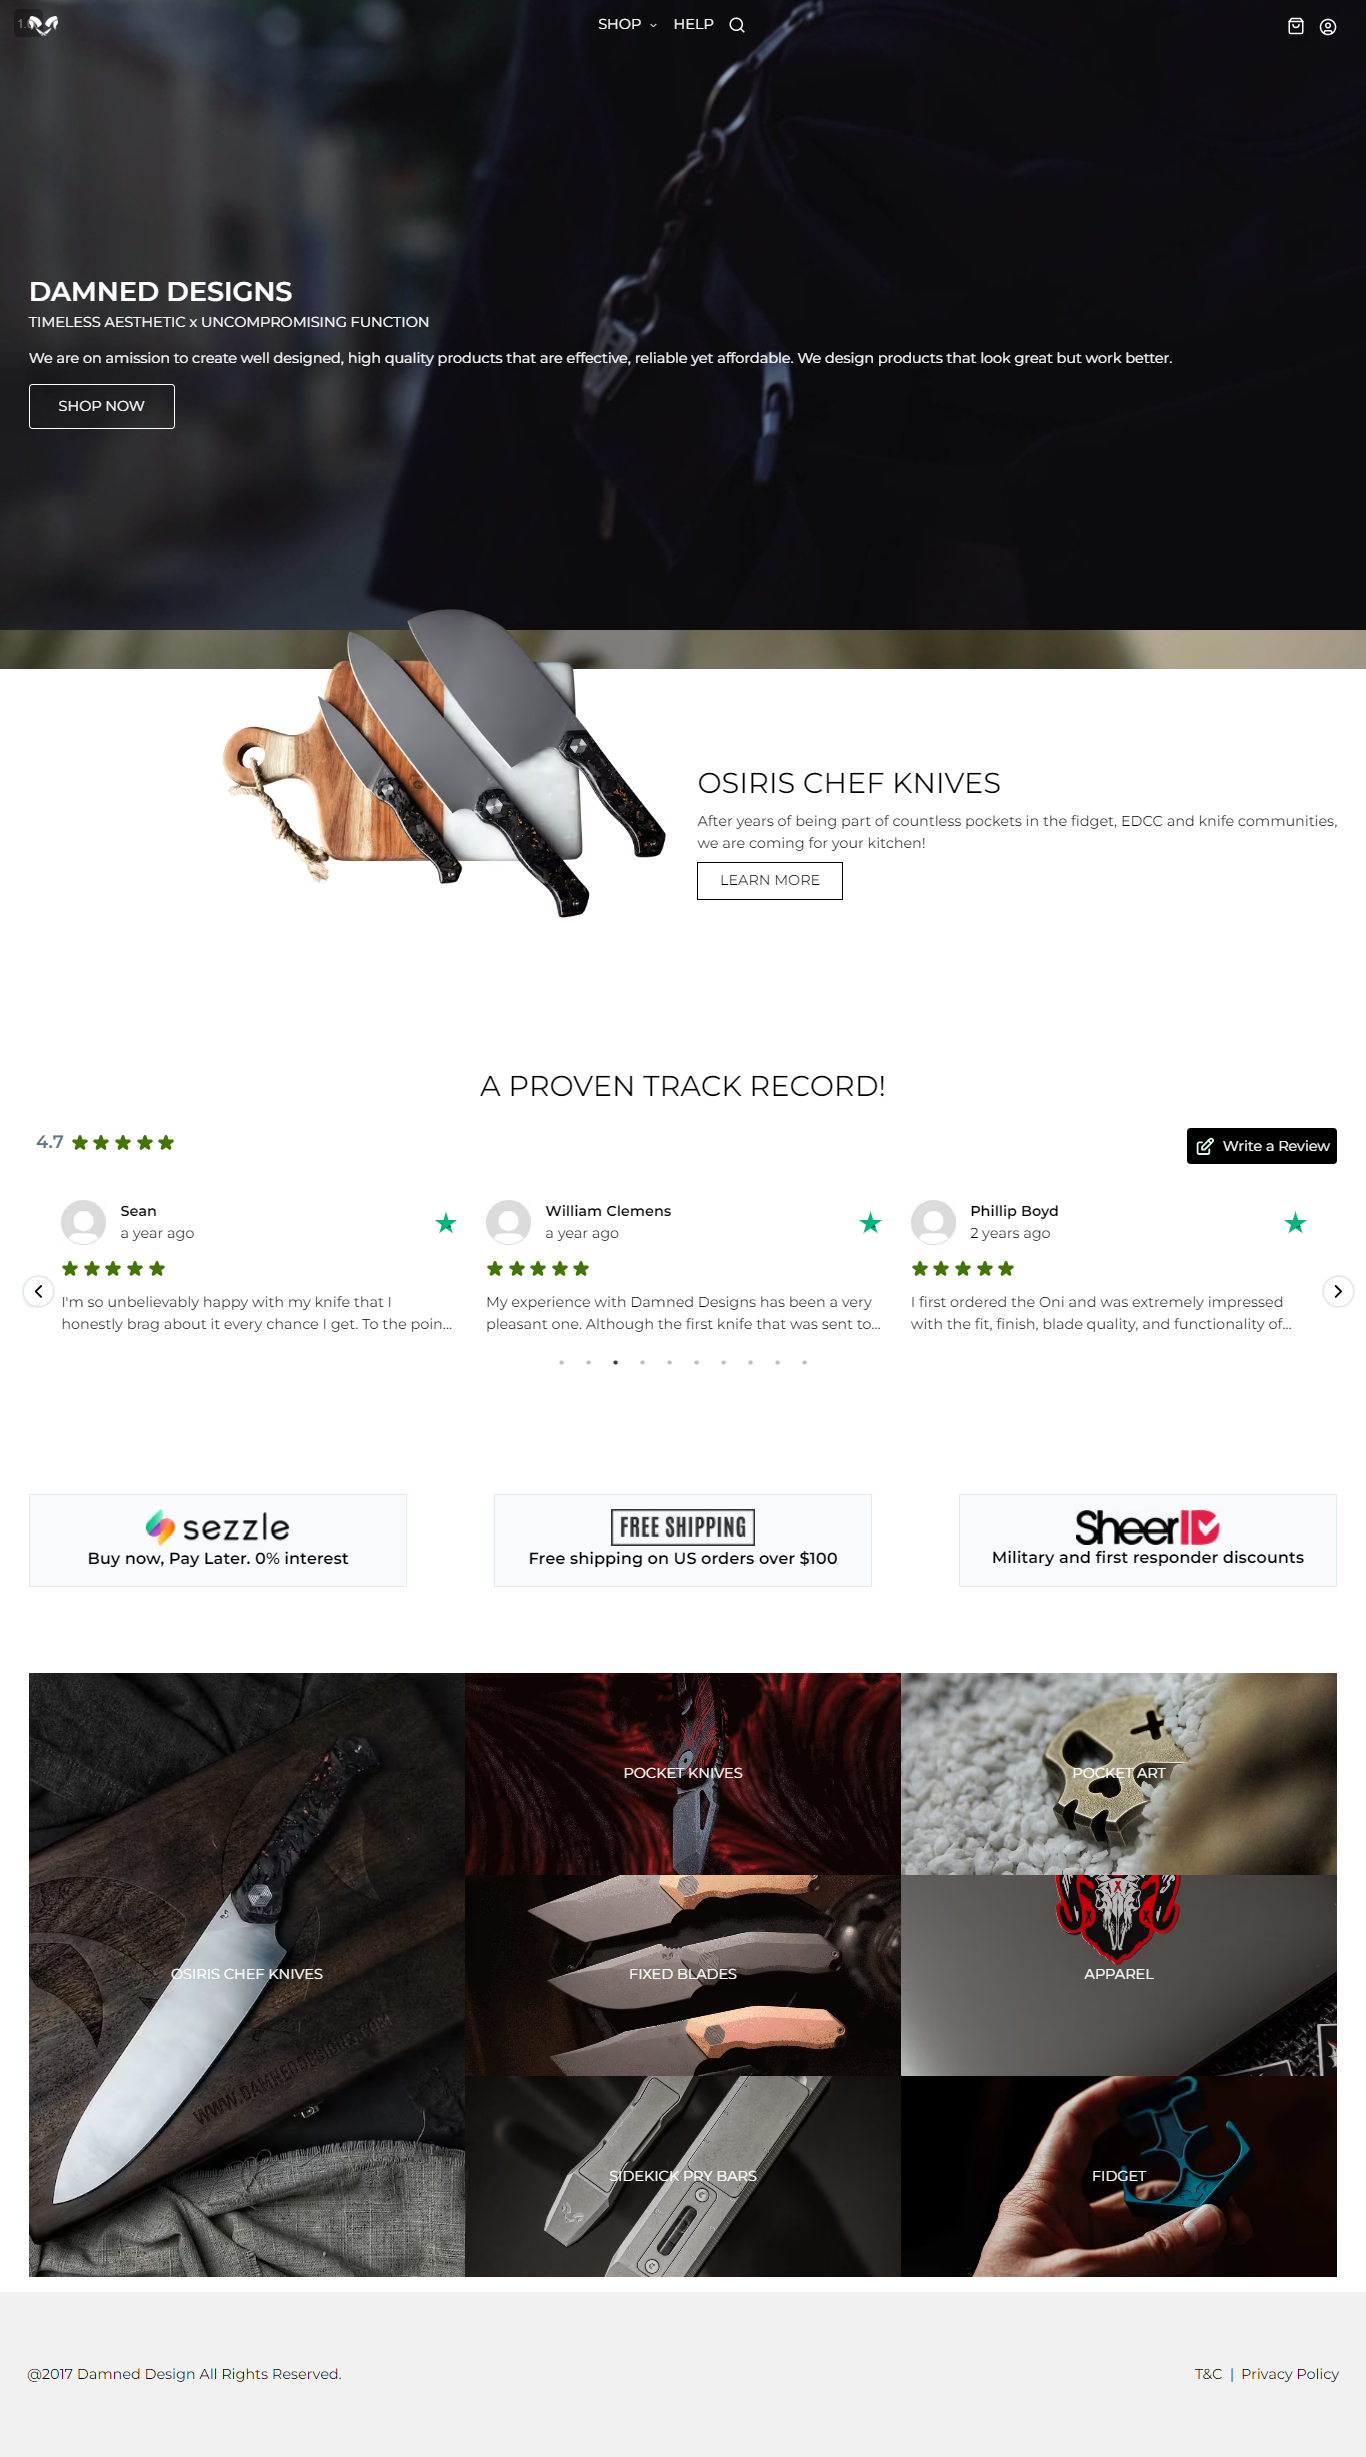 SHOP HELP
DAMNED DESIGNS
TIMELESS AESTHETIC x UNCOMPROMISING FUNCTION
We are on amission to create well designed, high quality products that are effective, reliable yet affordable. We design products that look great but work better.
SHOP NOW
OSIRIS CHEF KNIVES
After years of being part of countless pockets in the fidget, EDCC and knife communities,
we are coming for your kitchen!
LEARN MORE
A PROVEN TRACK RECORD!
4.7
Write a Review
Sean
a year ago
I'm so unbelievably happy with my knife that I
honestly brag about it every chance I get. To the poin...
William Clemens
a year ago
My experience with Damned Designs has been a very
pleasant one. Although the first knife that was sent to...
Phillip Boyd
2 years ago
I first ordered the Oni and was extremely impressed
with the fit, finish, blade quality, and functionality of...
sezzle
Buy now, Pay Later. 0% interest
FREE SHIPPING
Free shipping on US orders over $100
SheerID
Military and first responder discounts
POCKET KNIVES
POCKET ART
OSIRIS CHEF KNIVES
FIXED BLADES
APPAREL
WWW.DAMNEDDESIGNS.COM
SIDEKICK PRY BARS
FIDGET
@2017 Damned Design All Rights Reserved.
T&C | Privacy Policy